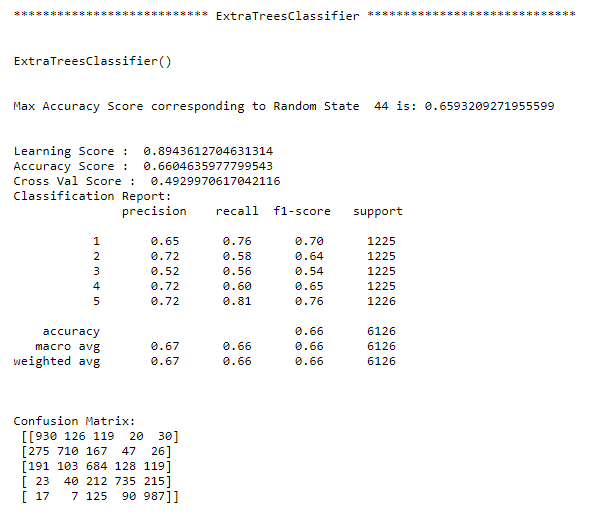 *************************** ExtraTreesClassifier *****************************
ExtraTreesClassifier()
Max Accuracy Score corresponding to Random State  44 is: 0.6593209271955599
Learning Score :  0.8943612704631314
Accuracy Score :  0.6604635977799543
Cross Val Score :  0.4929970617042116
Classification Report:
              precision    recall  f1-score   support
           1       0.65      0.76      0.70      1225
           2       0.72      0.58      0.64      1225
           3       0.52      0.56      0.54      1225
           4       0.72      0.60      0.65      1225
           5       0.72      0.81      0.76      1226
    accuracy                           0.66      6126
   macro avg       0.67      0.66      0.66      6126
weighted avg       0.67      0.66      0.66      6126
Confusion Matrix:
 [[930 126 119  20  30]
 [275 710 167  47  26]
 [191 103 684 128 119]
 [ 23  40 212 735 215]
 [ 17   7 125  90 987]]